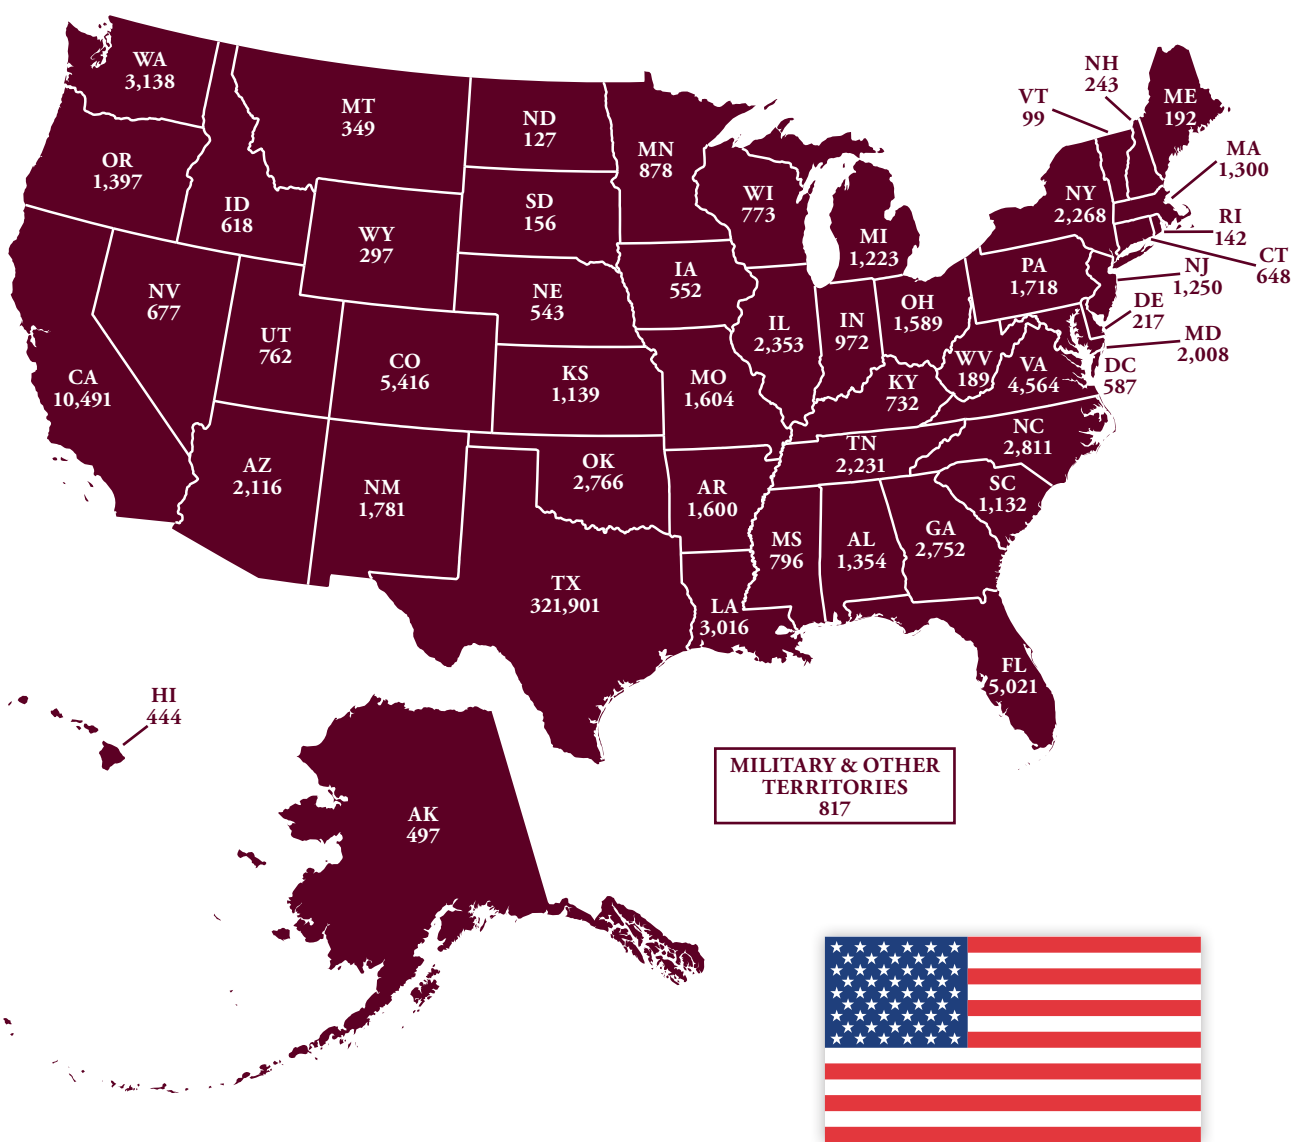 WA
3,138
MT
349
ND
127
MN
878
NH
243
VT
99
ME
192
OR
1,397
ID
618
WY
297
SD
156
WI
773
MI
1,223
NY
2,268
MA
1,300
RI
142
CT
648
NV
677
UT
762
CO
5,416
NE
543
IA
552
IL
2,353
IN
972
OH
1,589
PA
1,718
NJ
1,250
DE
217
MD
2,008
DC
587
CA
10,491
KS
1,139
MO
1,604
KY
732
WV
189
VA
4,564
AZ
2,116
NM
1,781
OK
2,766
AR
1,600
TN
2,231
NC
2,811
SC
1,132
MS
796
AL
1,354
GA
2,752
TX
321,901
LA
3,016
FL
5,021
HI
444
AK
497
MILITARY & OTHER
TERRITORIES
817